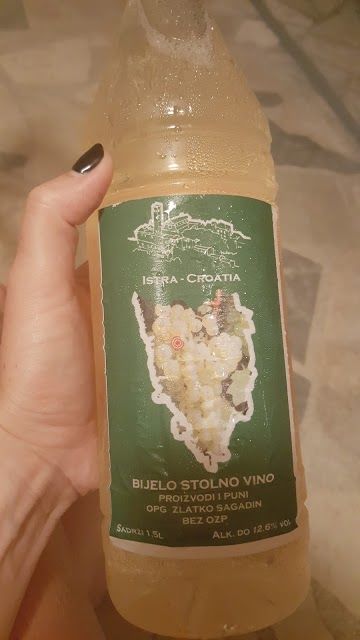 ISTRA - CROATIA
BIJELO STOLNO VINO
PROIZVODI I PUNI
OPG ZLATKO SAGADIN
BEZ OZP
SADRZI 1,5L ALK. DO 12.6% VOL